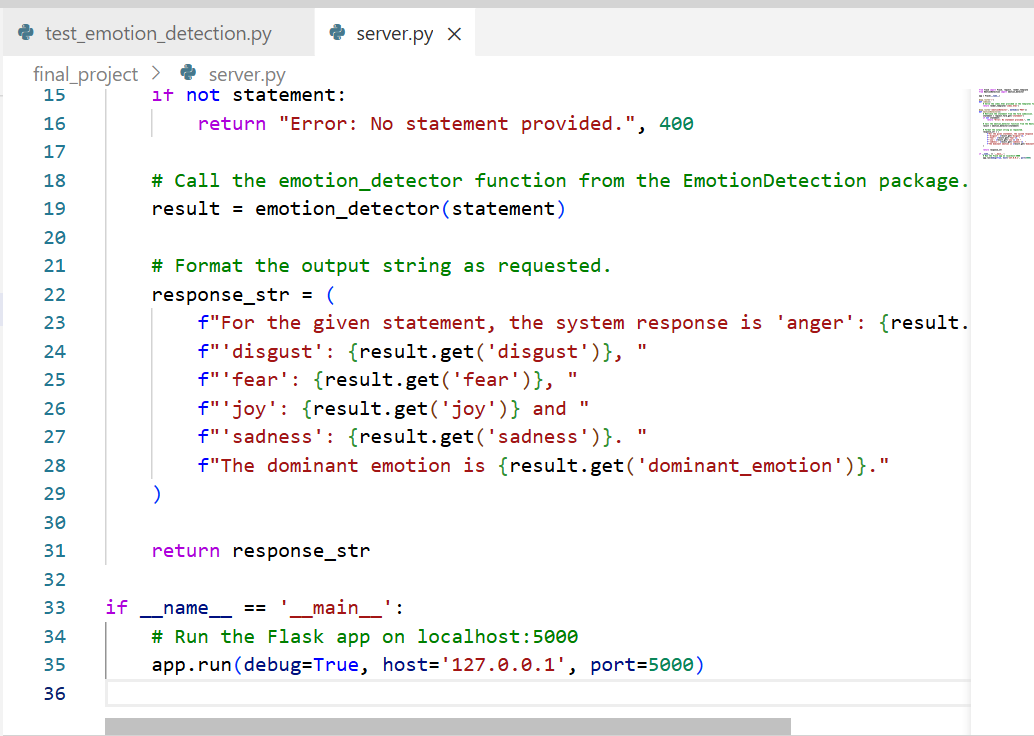 test_emotion_detection.py
server.py
final_project > server.py
15 if not statement:
16 return "Error: No statement provided.", 400
17
18 # Call the emotion_detector function from the EmotionDetection package.
19 result = emotion_detector(statement)
20
21 # Format the output string as requested.
22 response_str = (
23 f"For the given statement, the system response is 'anger': {result.
24 f"'disgust': {result.get('disgust')}, "
25 f"'fear': {result.get('fear')}, "
26 f"'joy': {result.get('joy')} and "
27 f"'sadness': {result.get('sadness')}. "
28 f"The dominant emotion is {result.get('dominant_emotion')}."
29 )
30
31 return response_str
32
33 if __name__ == '__main__':
34 # Run the Flask app on localhost:5000
35 app.run(debug=True, host='127.0.0.1', port=5000)
36